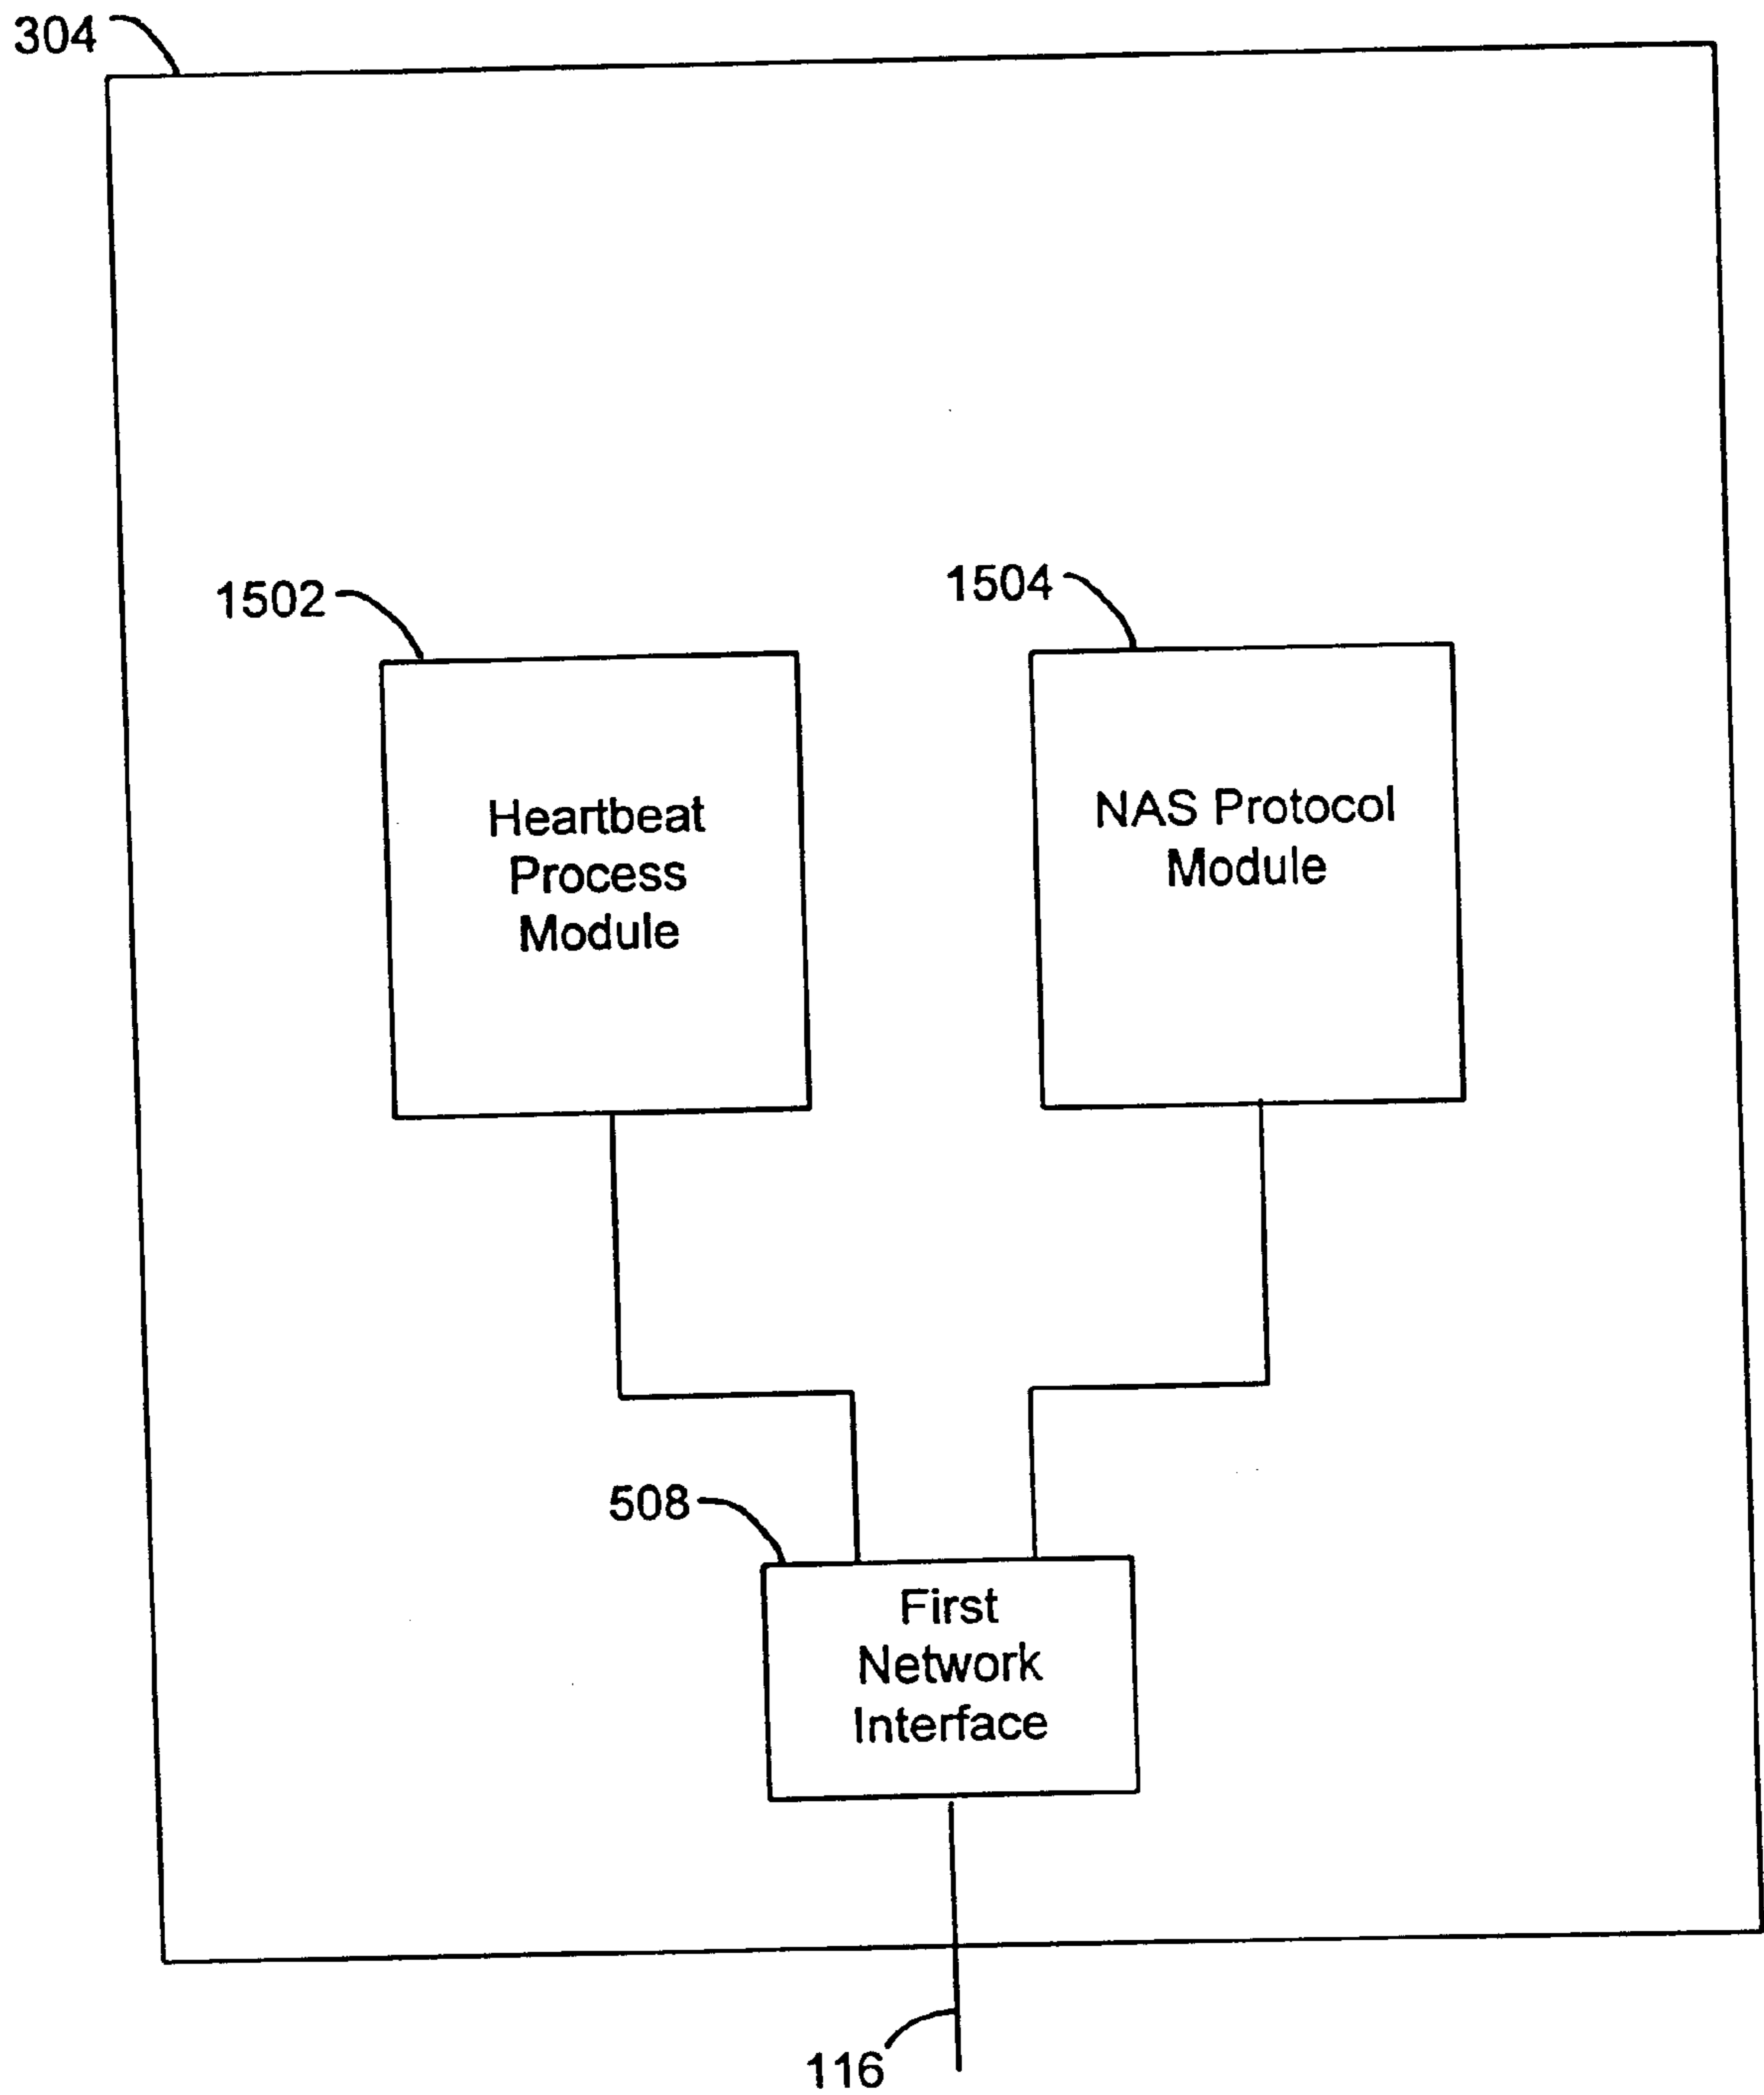 304
1502
1504
Heartbeat
Process
Module
NAS Protocol
Module
508
First
Network
Interface
116